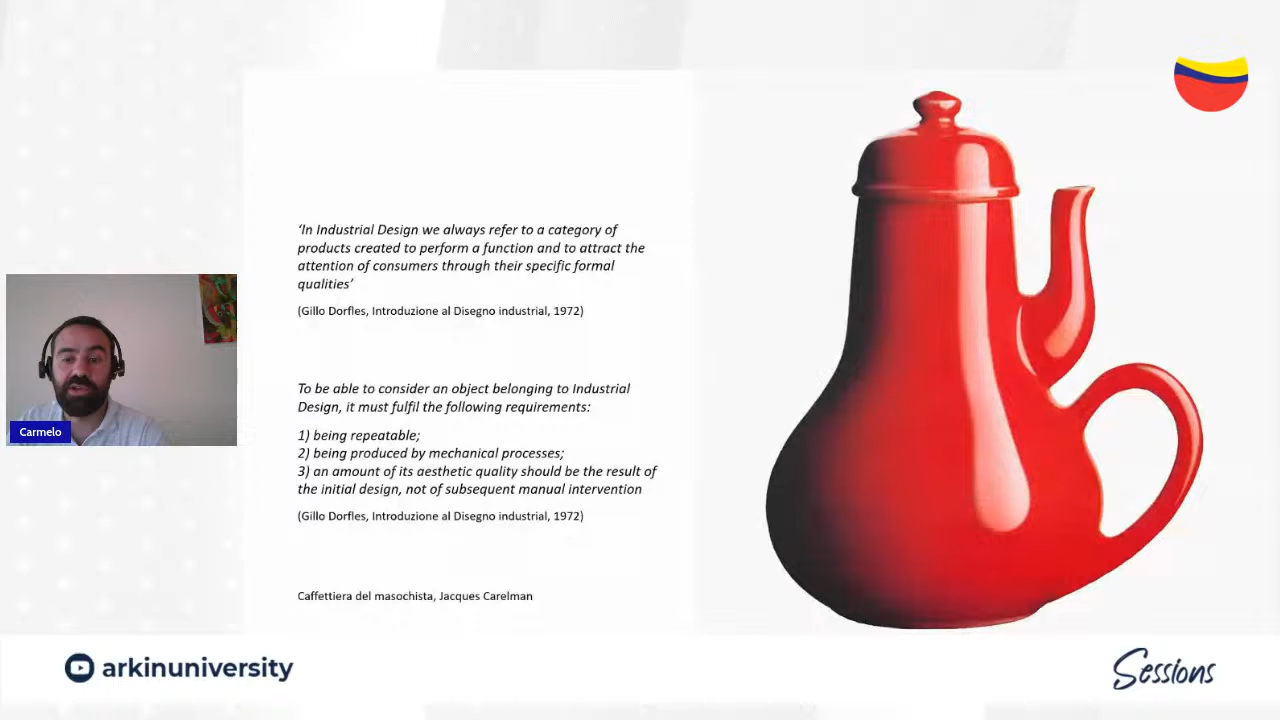 ‘In Industrial Design we always refer to a category of
products created to perform a function and to attract the
attention of consumers through their specific formal
qualities’
(Gillo Dorfles, Introduzione al Disegno industrial, 1972)
To be able to consider an object belonging to Industrial
Design, it must fulfil the following requirements:
1) being repeatable;
2) being produced by mechanical processes;
3) an amount of its aesthetic quality should be the result of
the initial design, not of subsequent manual intervention
(Gillo Dorfles, Introduzione al Disegno industrial, 1972)
Caffettiera del masochista, Jacques Carelman
Carmelo
arkinuniversity
Sessions